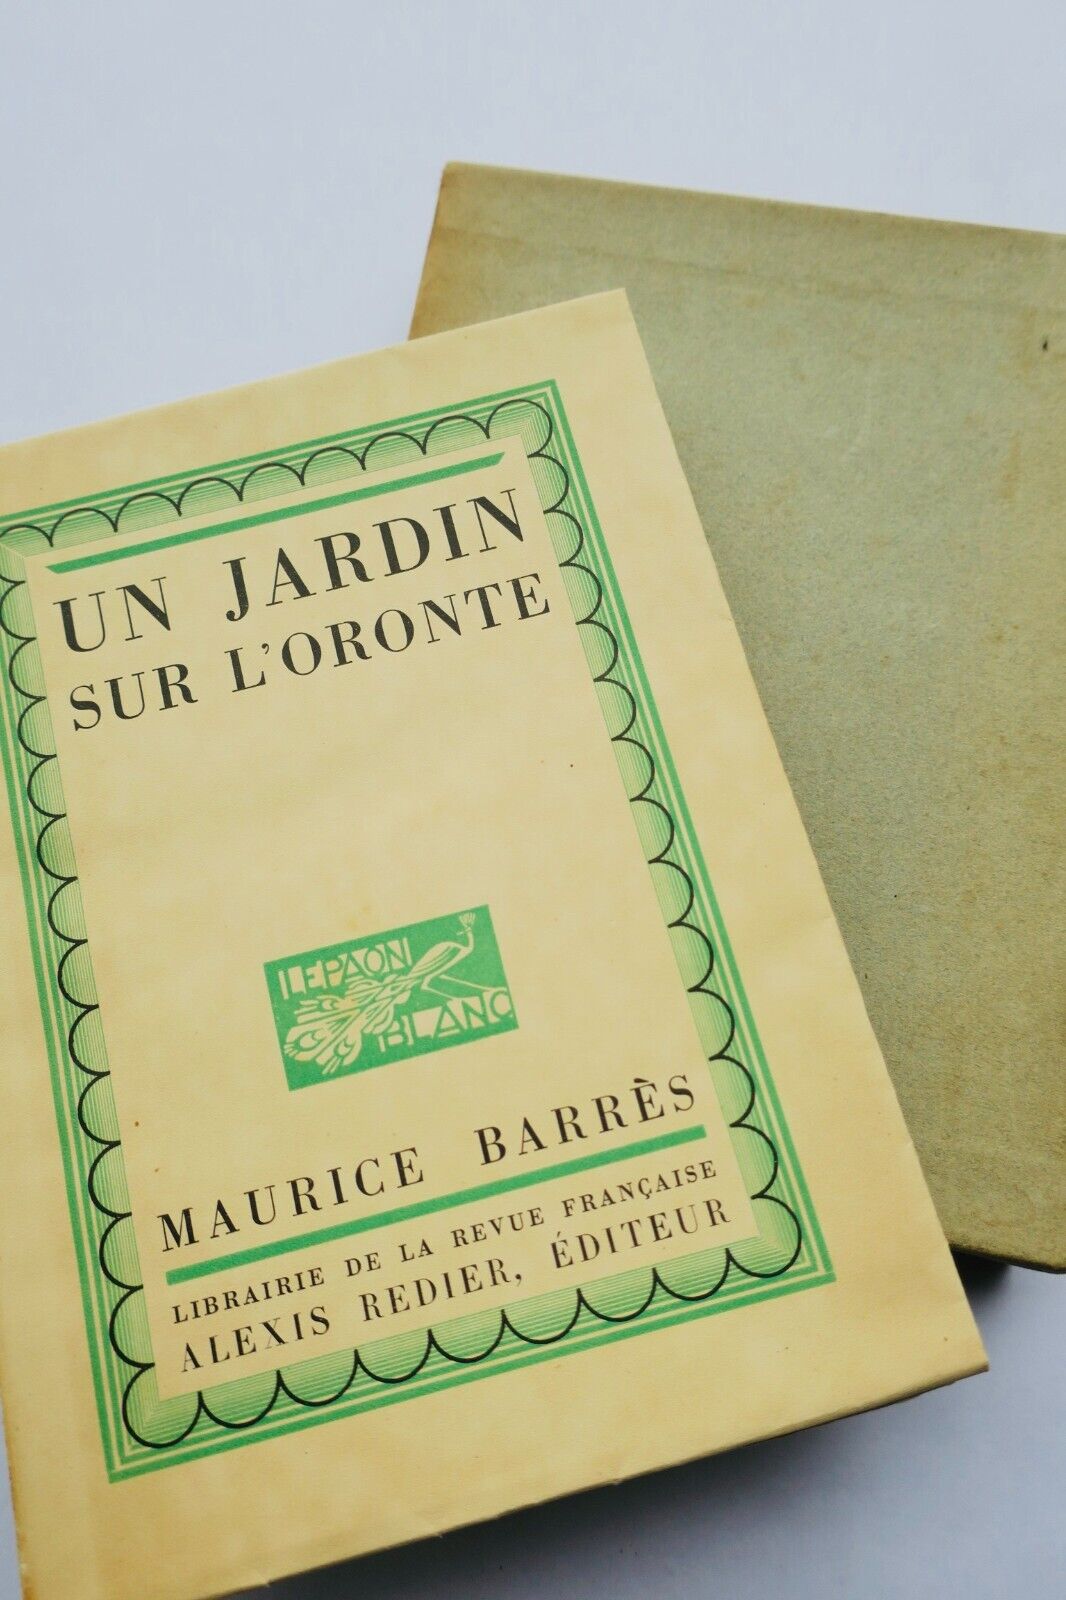 UN JARDIN
SUR L'ORONTE
LE PAON
BLANC
MAURICE BARRÈS
LIBRAIRIE DE LA REVUE FRANÇAISE
ALEXIS REDIER, ÉDITEUR